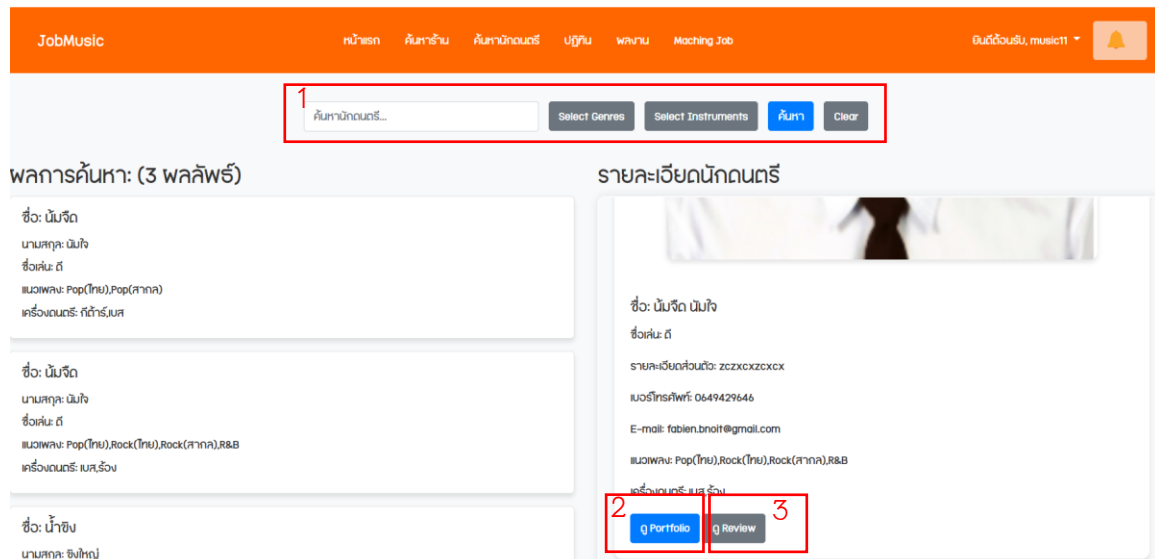 JobMusic หน้าแรก ค้นหาร้าน ค้นหานักดนตรี ปฏิทิน ผลงาน Maching Job ยินดีต้อนรับ, music11
1
ค้นหานักดนตรี... Select Genres Select Instruments ค้นหา Clear
ผลการค้นหา: (3 ผลลัพธ์)
ชื่อ: น้มจืด
นามสกุล: นัมใจ
ชื่อเล่น: ดี
แนวเพลง: Pop(ไทย),Pop(สากล)
เครื่องดนตรี: กีต้าร์,เบส
ชื่อ: น้มจืด
นามสกุล: นัมใจ
ชื่อเล่น: ดี
แนวเพลง: Pop(ไทย),Rock(ไทย),Rock(สากล),R&B
เครื่องดนตรี: เบส,ร้อง
ชื่อ: น้ำขิง
นามสกุล: ขิงใหญ่
รายละเอียดนักดนตรี
ชื่อ: น้มจืด นัมใจ
ชื่อเล่น: ดี
รายละเอียดส่วนตัว: zczxcxzcxcx
เบอร์โทรศัพท์: 0649429646
E-mail: fabien.bnoit@gmail.com
แนวเพลง: Pop(ไทย),Rock(ไทย),Rock(สากล),R&B
เครื่องดนตรี: เบส,ร้อง
2 3
ดู Portfolio ดู Review